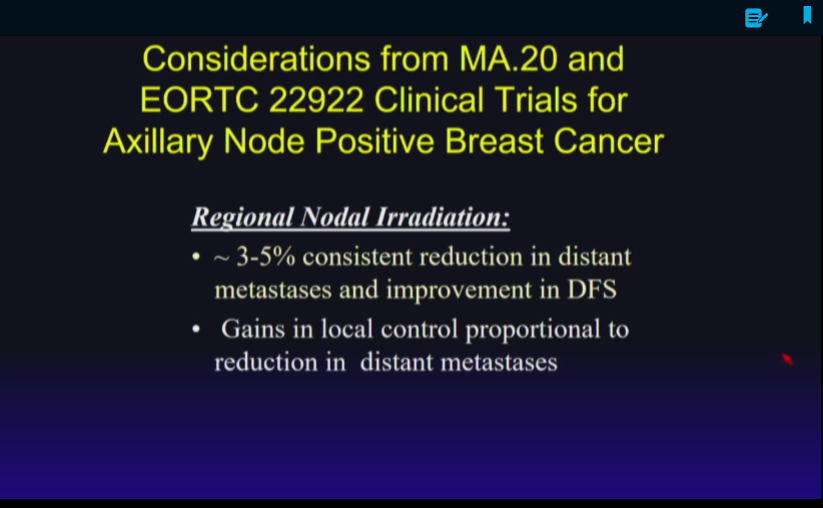 Considerations from MA.20 and
EORTC 22922 Clinical Trials for
Axillary Node Positive Breast Cancer
Regional Nodal Irradiation:
• ~ 3-5% consistent reduction in distant
metastases and improvement in DFS
• Gains in local control proportional to
reduction in distant metastases